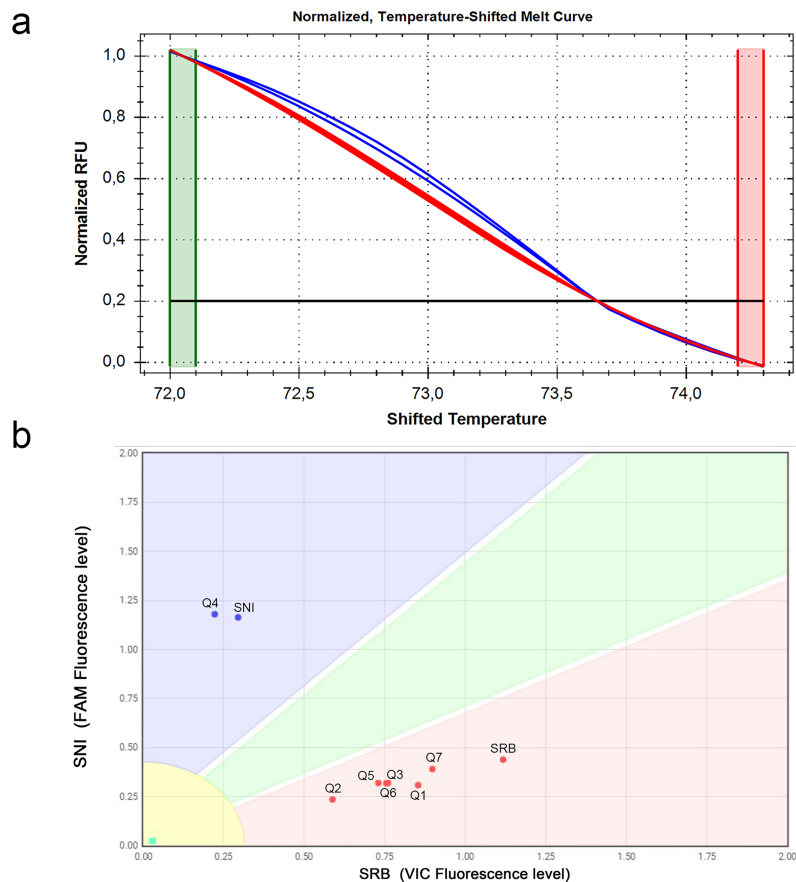 a
Normalized, Temperature-Shifted Melt Curve
1,0
0,8
0,6
0,4
0,2
0,0
Normalized RFU
72,0 72,5 73,0 73,5 74,0
Shifted Temperature
b
2.00
1.75
1.50
1.25
1.00
0.75
0.50
0.25
0.00
SNI (FAM Fluorescence level)
Q4 SNI
SRB
Q7
Q5 Q3
Q2 Q6 Q1
0.00 0.25 0.50 0.75 1.00 1.25 1.50 1.75 2.00
SRB (VIC Fluorescence level)